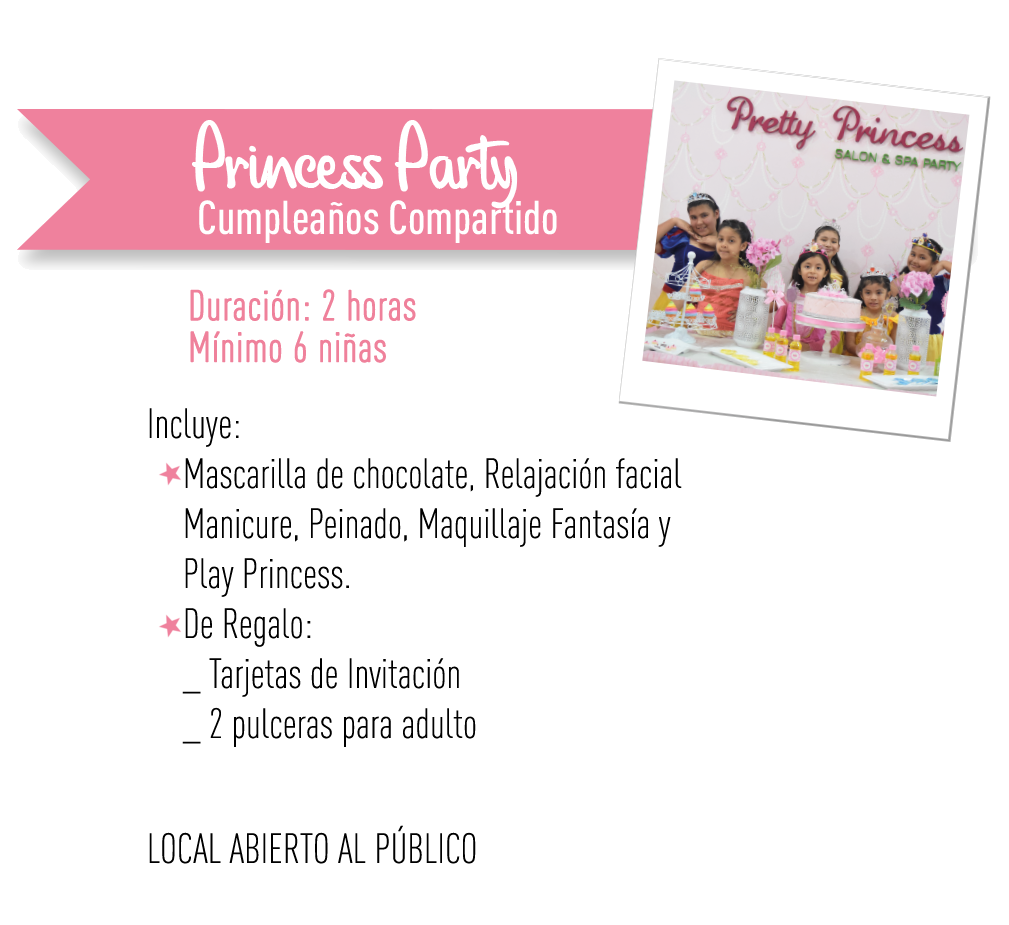 Princess Party
Cumpleaños Compartido
Pretty Princess
SALON & SPA PARTY
Duración: 2 horas
Mínimo 6 niñas
Incluye:
Mascarilla de chocolate, Relajación facial
Manicure, Peinado, Maquillaje Fantasía y
Play Princess.
De Regalo:
_ Tarjetas de Invitación
_ 2 pulceras para adulto
LOCAL ABIERTO AL PÚBLICO